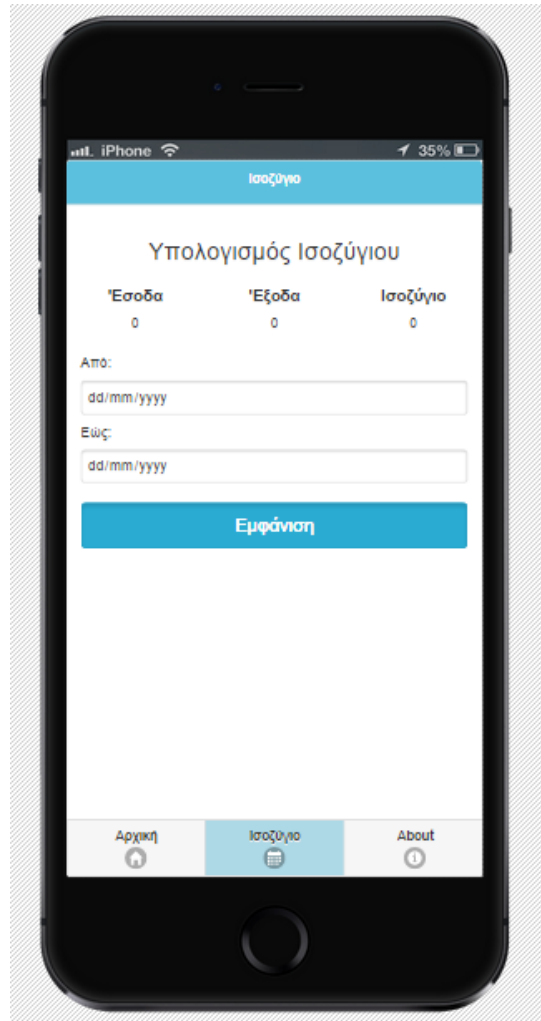 iPhone 35%
Ισοζύγιο
Υπολογισμός Ισοζύγιου
Έσοδα Έξοδα Ισοζύγιο
0 0 0
Από:
dd/mm/yyyy
Εώς:
dd/mm/yyyy
Εμφάνιση
Αρχική Ισοζύγιο About